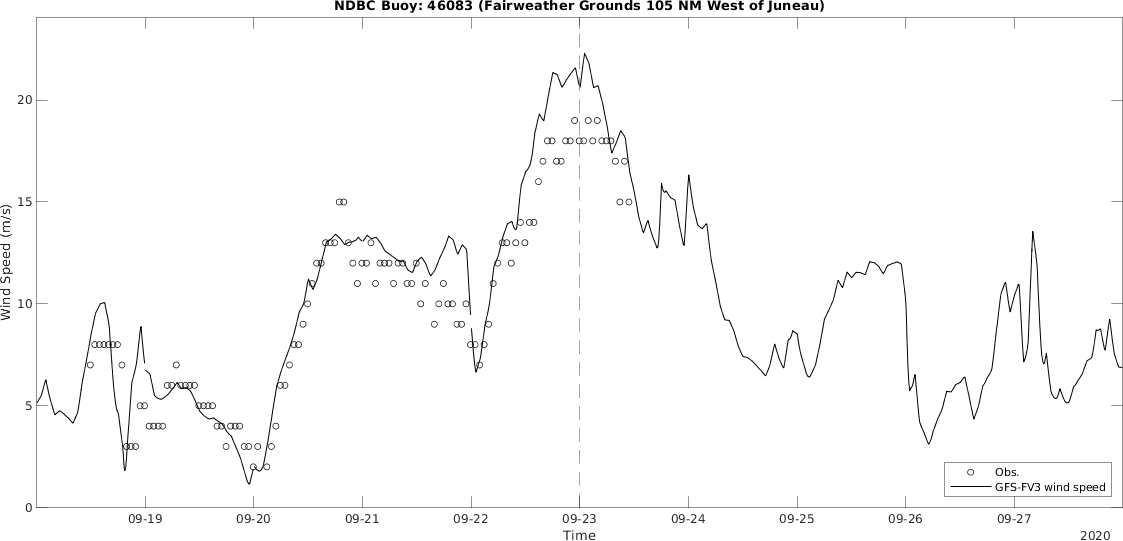 NDBC Buoy: 46083 (Fairweather Grounds 105 NM West of Juneau)
Wind Speed (m/s)
20
15
10
5
0
Obs.
GFS-FV3 wind speed
09-19 09-20 09-21 09-22 09-23 09-24 09-25 09-26 09-27
Time
2020